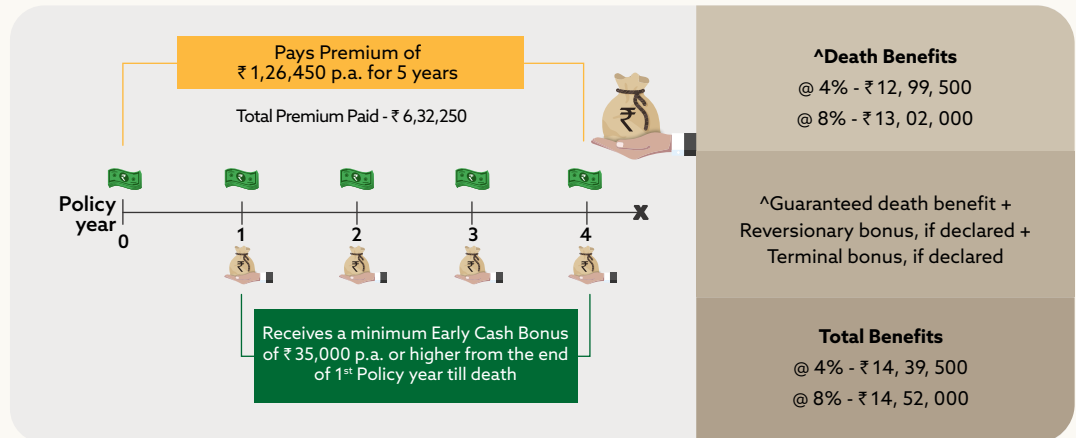 Pays Premium of
₹ 1,26,450 p.a. for 5 years
Total Premium Paid - ₹ 6,32,250
Policy
year
0
1
2
3
4
X
Receives a minimum Early Cash Bonus
of ₹ 35,000 p.a. or higher from the end
of 1st Policy year till death
^Death Benefits
@ 4% - ₹ 12, 99, 500
@ 8% - ₹ 13, 02, 000
^Guaranteed death benefit +
Reversionary bonus, if declared +
Terminal bonus, if declared
Total Benefits
@ 4% - ₹ 14, 39, 500
@ 8% - ₹ 14, 52, 000